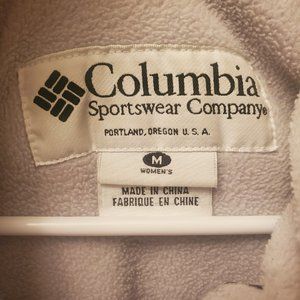 Columbia
Sportswear Company®
PORTLAND, OREGON U.S.A.
M
WOMEN'S
MADE IN CHINA
FABRIQUE EN CHINE